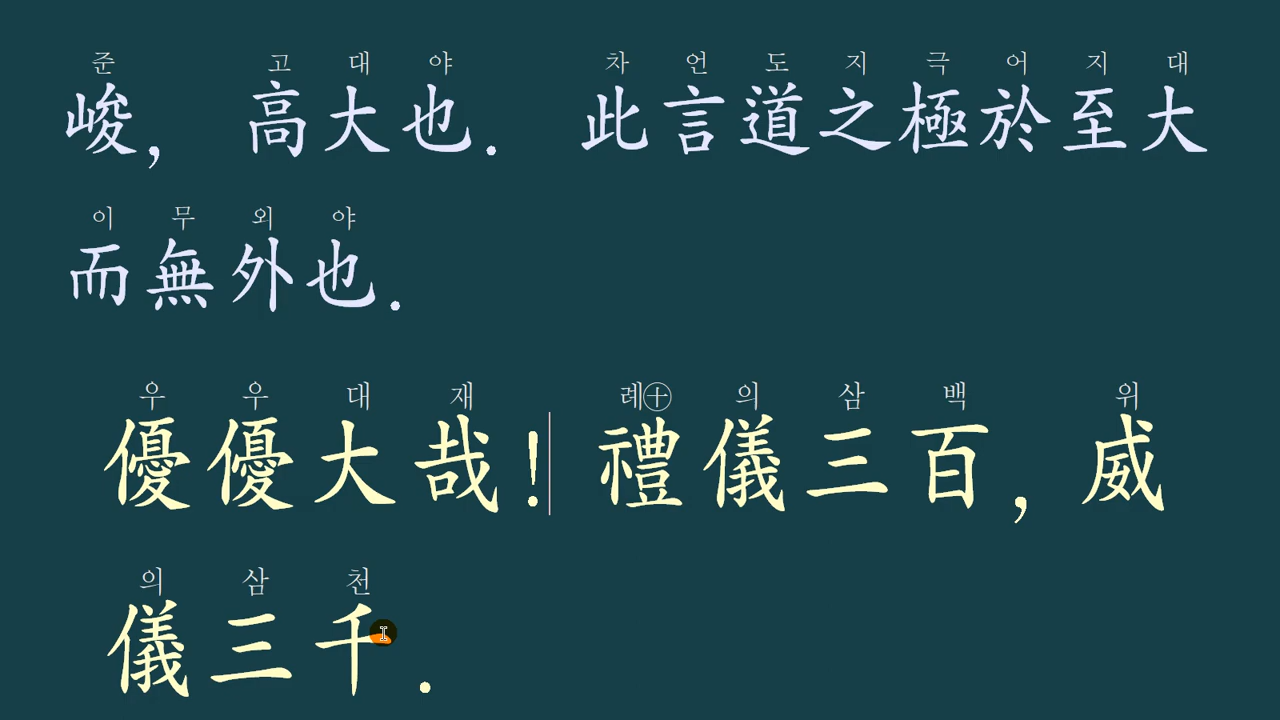 준 고 대 야 차 언 도 지 극 어 지 대
峻, 高大也. 此言道之極於至大
이 무 외 야
而無外也.
우 우 대 재 례㊉ 의 삼 백 위
優優大哉! 禮儀三百, 威
의 삼 천
儀三千.